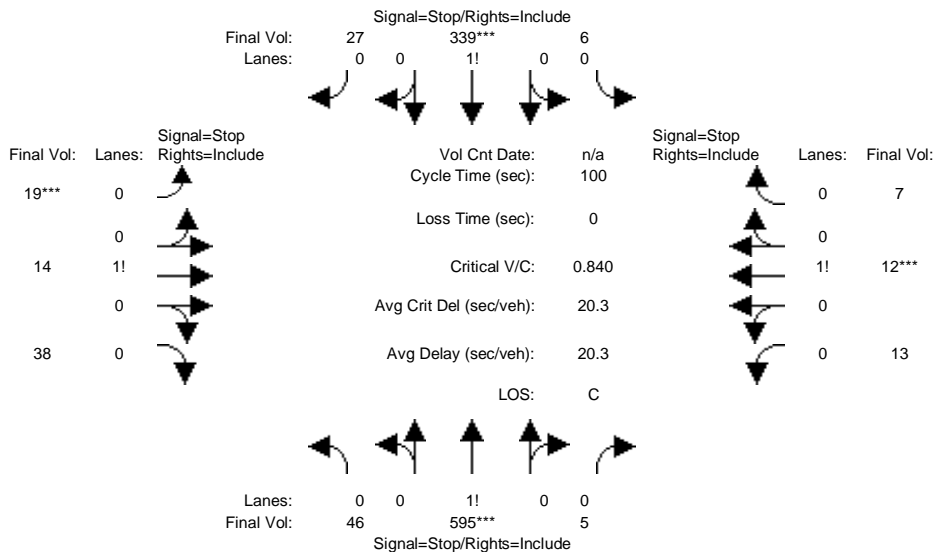 Signal=Stop/Rights=Include
Final Vol: 27 339*** 6
Lanes: 0 0 1! 0 0
Signal=Stop
Final Vol: Lanes: Rights=Include
Vol Cnt Date: n/a
Signal=Stop
Rights=Include Lanes: Final Vol:
Cycle Time (sec): 100
19*** 0
0 7
Loss Time (sec): 0
0
0
14 1!
Critical V/C: 0.840
1! 12***
0
Avg Crit Del (sec/veh): 20.3
0
38 0
Avg Delay (sec/veh): 20.3
0 13
LOS: C
Lanes: 0 0 1! 0 0
Final Vol: 46 595*** 5
Signal=Stop/Rights=Include